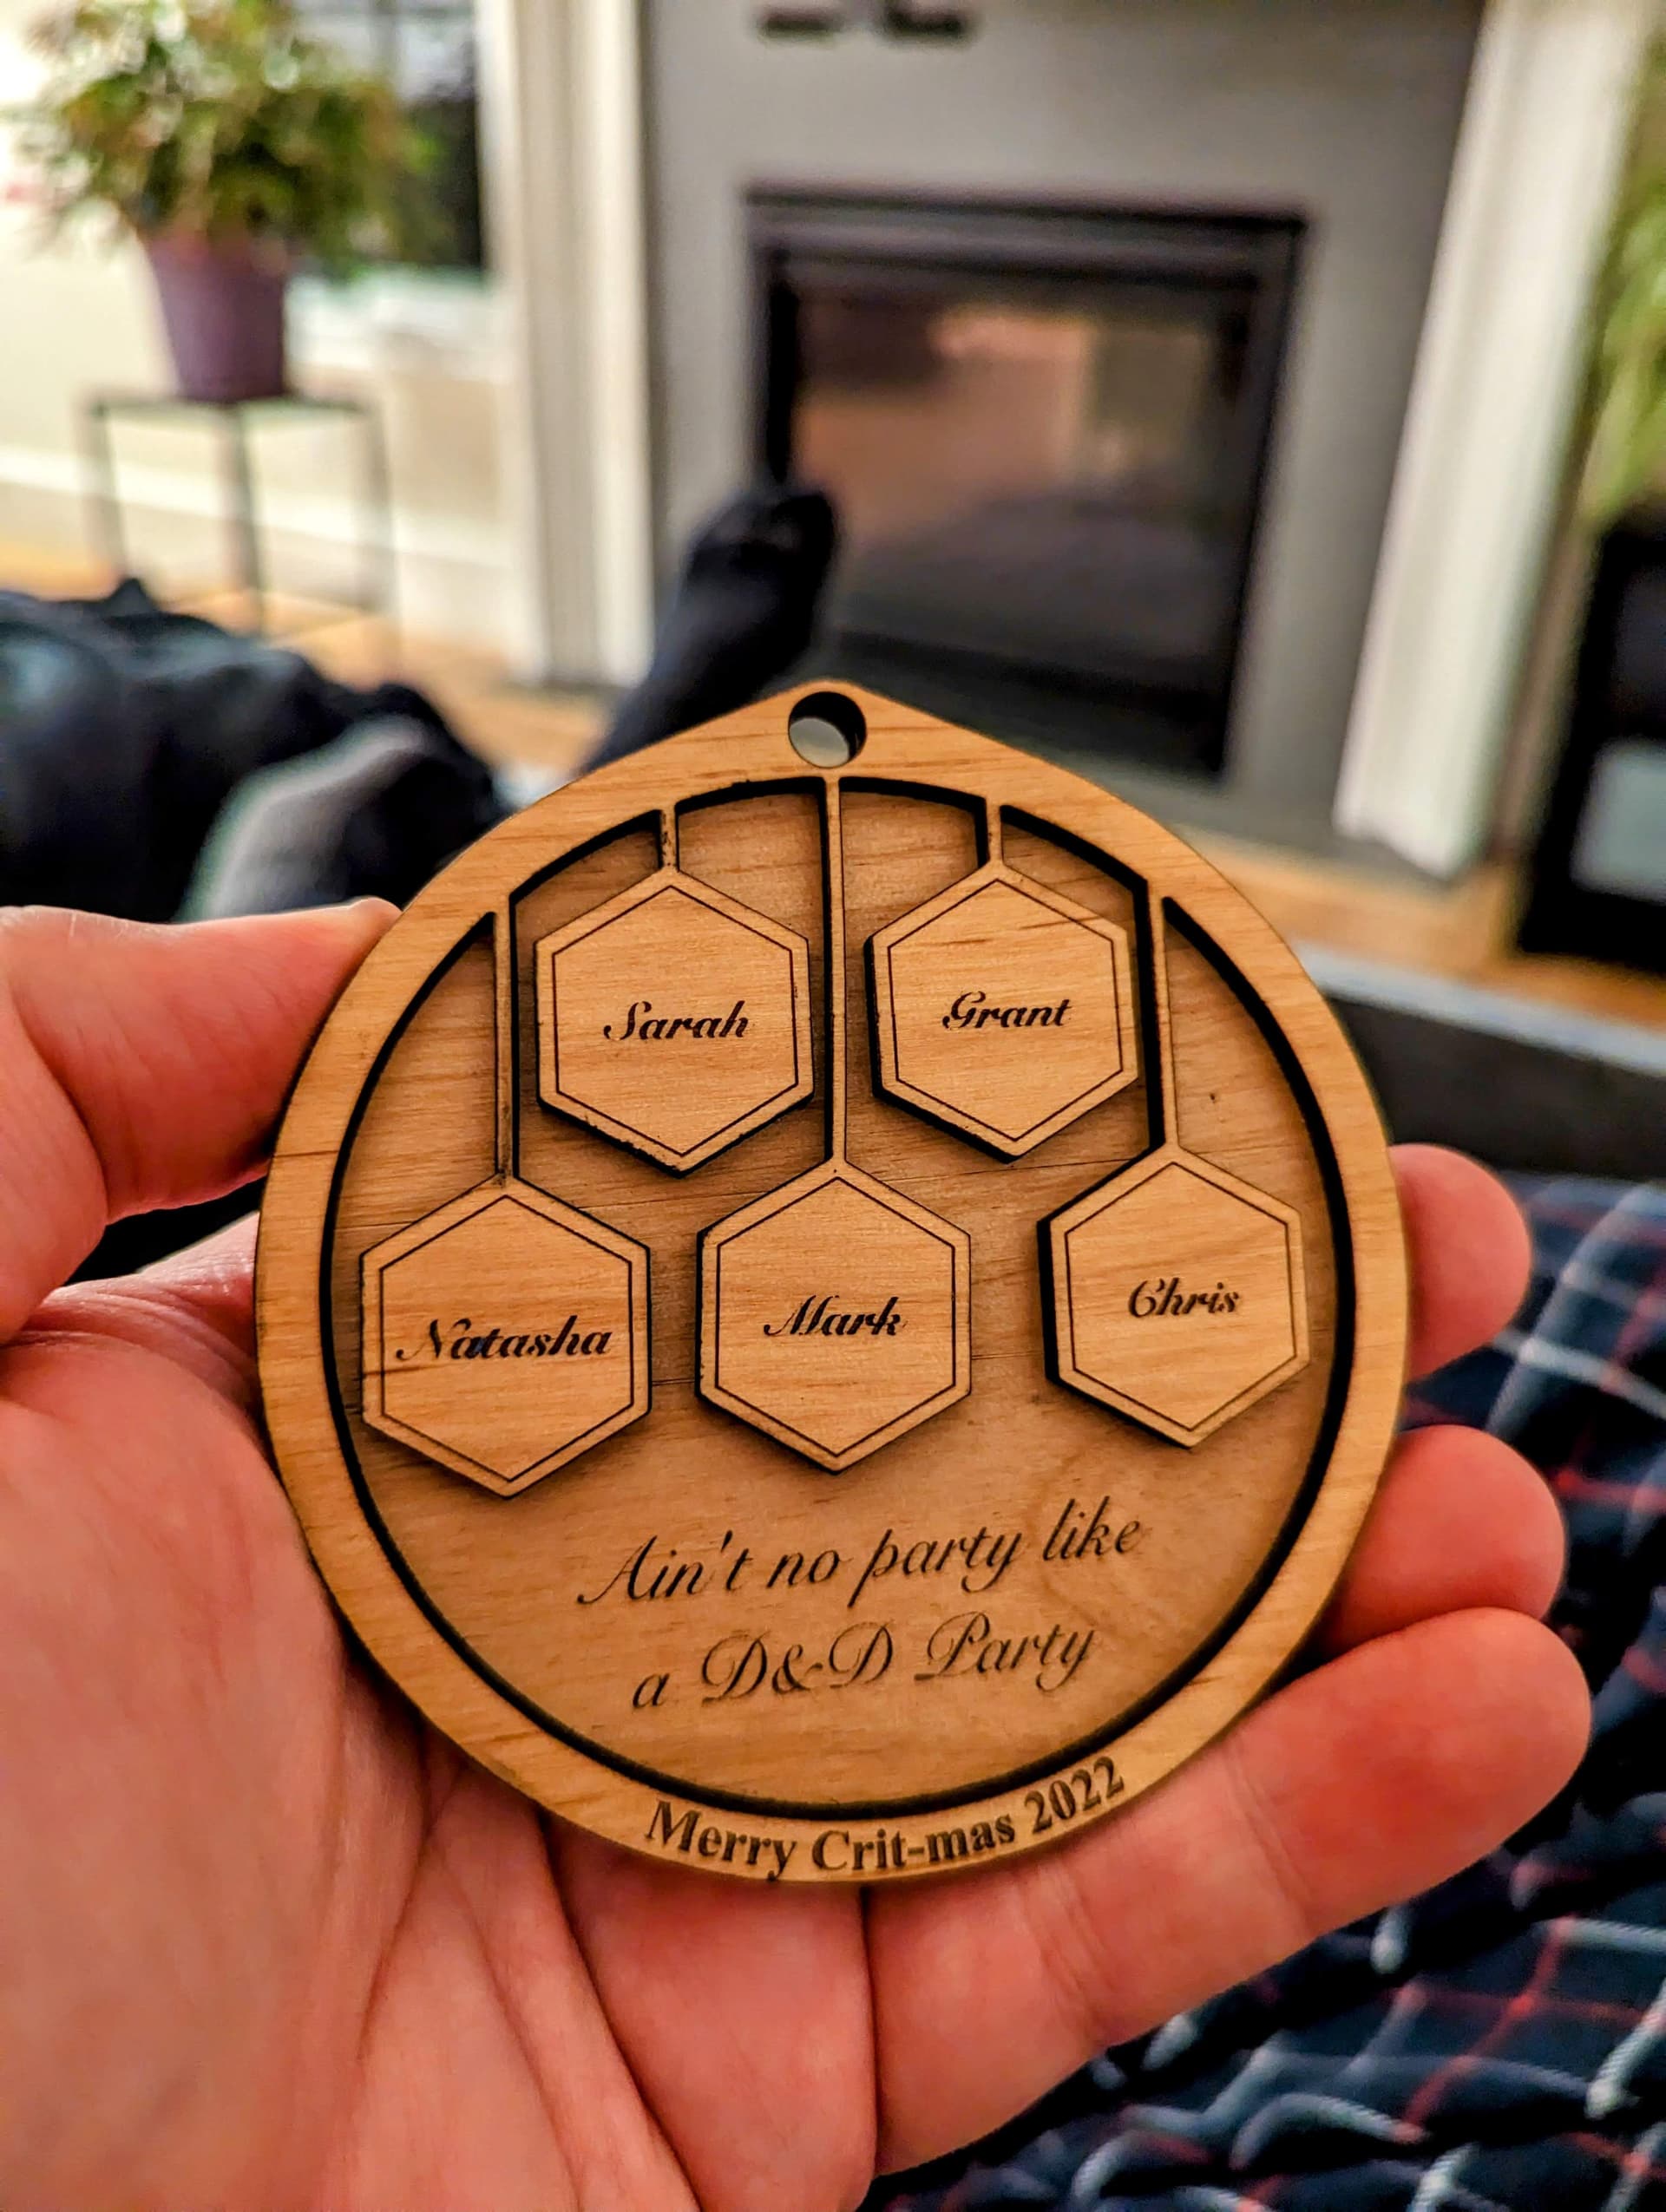 Sarah
Grant
Natasha
Mark
Chris
Ain't no party like
a D&D Party
Merry Crit-mas 2022